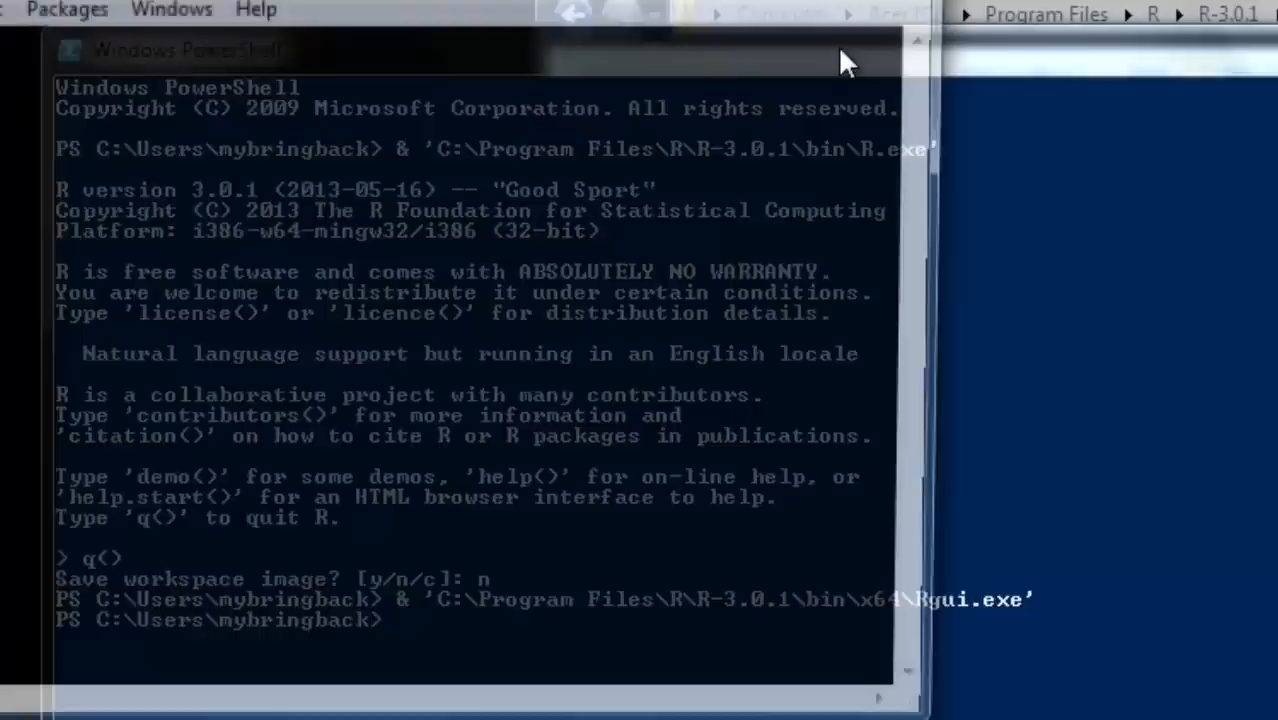 Packages Windows Help
Program Files R R-3.0.1
Windows PowerShell
Windows PowerShell
Copyright (C) 2009 Microsoft Corporation. All rights reserved.
PS C:\Users\mybringback> & 'C:\Program Files\R\R-3.0.1\bin\R.exe'
R version 3.0.1 (2013-05-16) -- "Good Sport"
Copyright (C) 2013 The R Foundation for Statistical Computing
Platform: i386-w64-mingw32/i386 (32-bit)
R is free software and comes with ABSOLUTELY NO WARRANTY.
You are welcome to redistribute it under certain conditions.
Type 'license()' or 'licence()' for distribution details.
Natural language support but running in an English locale
R is a collaborative project with many contributors.
Type 'contributors()' for more information and
'citation()' on how to cite R or R packages in publications.
Type 'demo()' for some demos, 'help()' for on-line help, or
'help.start()' for an HTML browser interface to help.
Type 'q()' to quit R.
> q()
Save workspace image? [y/n/c]: n
PS C:\Users\mybringback> & 'C:\Program Files\R\R-3.0.1\bin\x64\Rgui.exe'
PS C:\Users\mybringback>